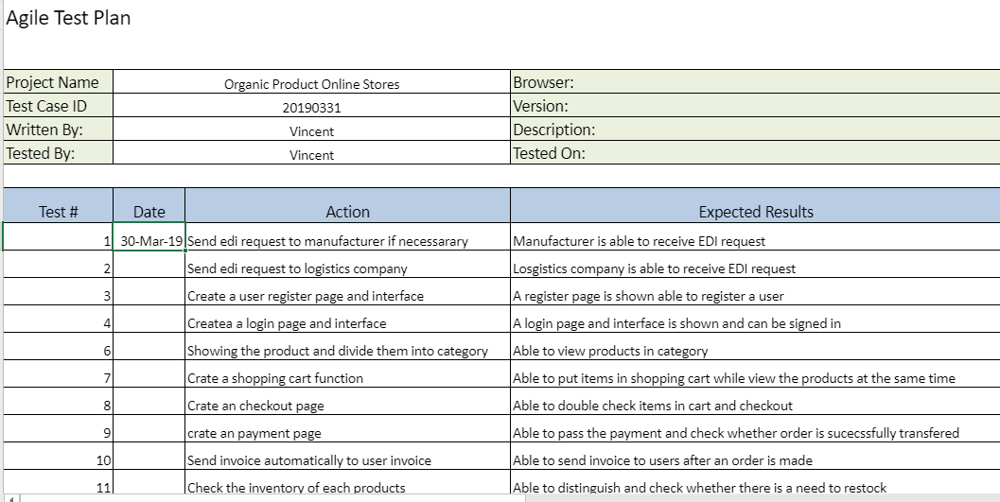 Agile Test Plan
Project Name Organic Product Online Stores Browser:
Test Case ID 20190331 Version:
Written By: Vincent Description:
Tested By: Vincent Tested On:
Test # Date Action Expected Results
1 30-Mar-19 Send edi request to manufacturer if necessarary Manufacturer is able to receive EDI request
2 Send edi request to logistics company Losgistics company is able to receive EDI request
3 Create a user register page and interface A register page is shown able to register a user
4 Createa a login page and interface A login page and interface is shown and can be signed in
6 Showing the product and divide them into category Able to view products in category
7 Crate a shopping cart function Able to put items in shopping cart while view the products at the same time
8 Crate an checkout page Able to double check items in cart and checkout
9 crate an payment page Able to pass the payment and check whether order is sucecssfully transfered
10 Send invoice automatically to user invoice Able to send invoice to users after an order is made
11 Check the inventory of each products Able to distinguish and check whether there is a need to restock